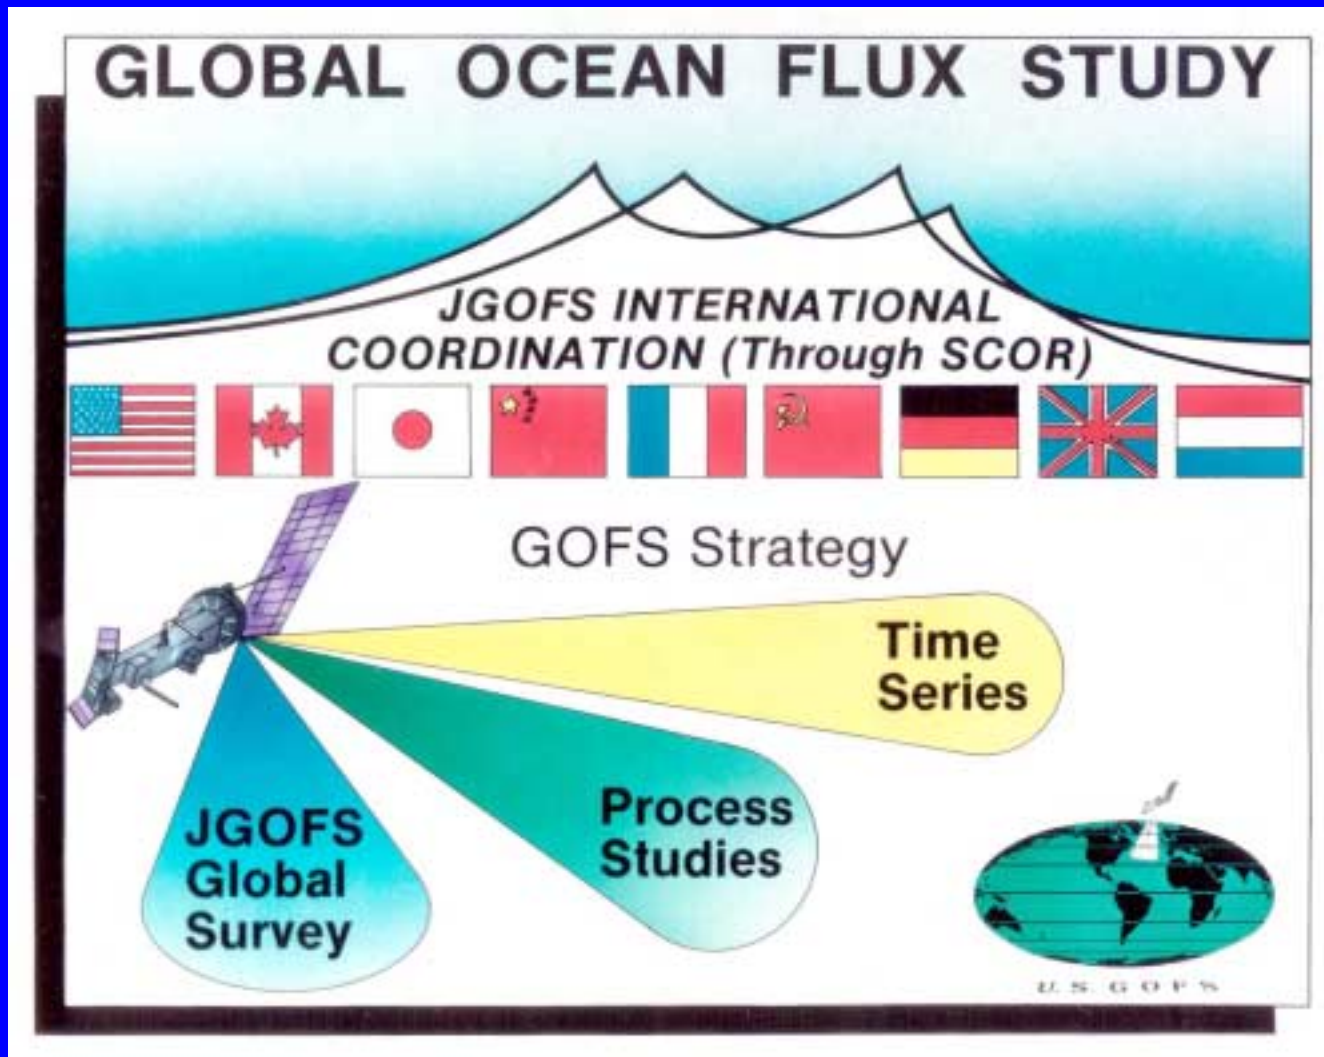 GLOBAL OCEAN FLUX STUDY
JGOFS INTERNATIONAL
COORDINATION (Through SCOR)
GOFS Strategy
Time
Series
Process
Studies
JGOFS
Global
Survey
U.S. GOFS